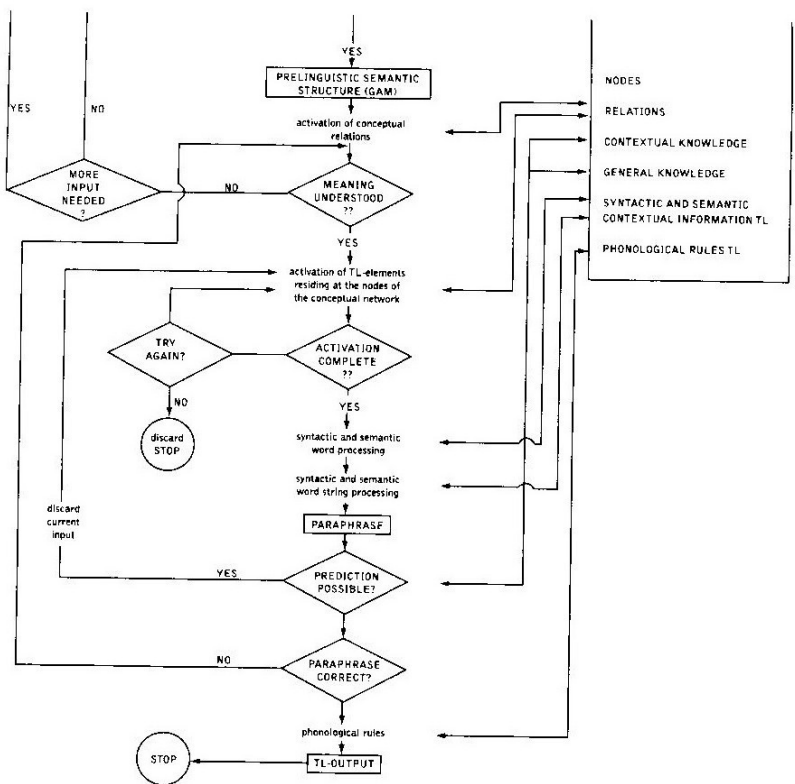 YES
PRELINGUISTIC SEMANTIC
STRUCTURE (GAM)
YES
NO
activation of conceptual
relations
MORE
INPUT
NEEDED
?
NO
MEANING
UNDERSTOOD
??
YES
activation of TL-elements
residing at the nodes of
the conceptual network
TRY
AGAIN?
ACTIVATION
COMPLETE
??
NO
YES
discard
STOP
syntactic and semantic
word processing
syntactic and semantic
word string processing
discard
current
input
PARAPHRASE
YES
PREDICTION
POSSIBLE?
NO
PARAPHRASE
CORRECT?
phonological rules
STOP
TL-OUTPUT
NODES
RELATIONS
CONTEXTUAL KNOWLEDGE
GENERAL KNOWLEDGE
SYNTACTIC AND SEMANTIC
CONTEXTUAL INFORMATION TL
PHONOLOGICAL RULES TL